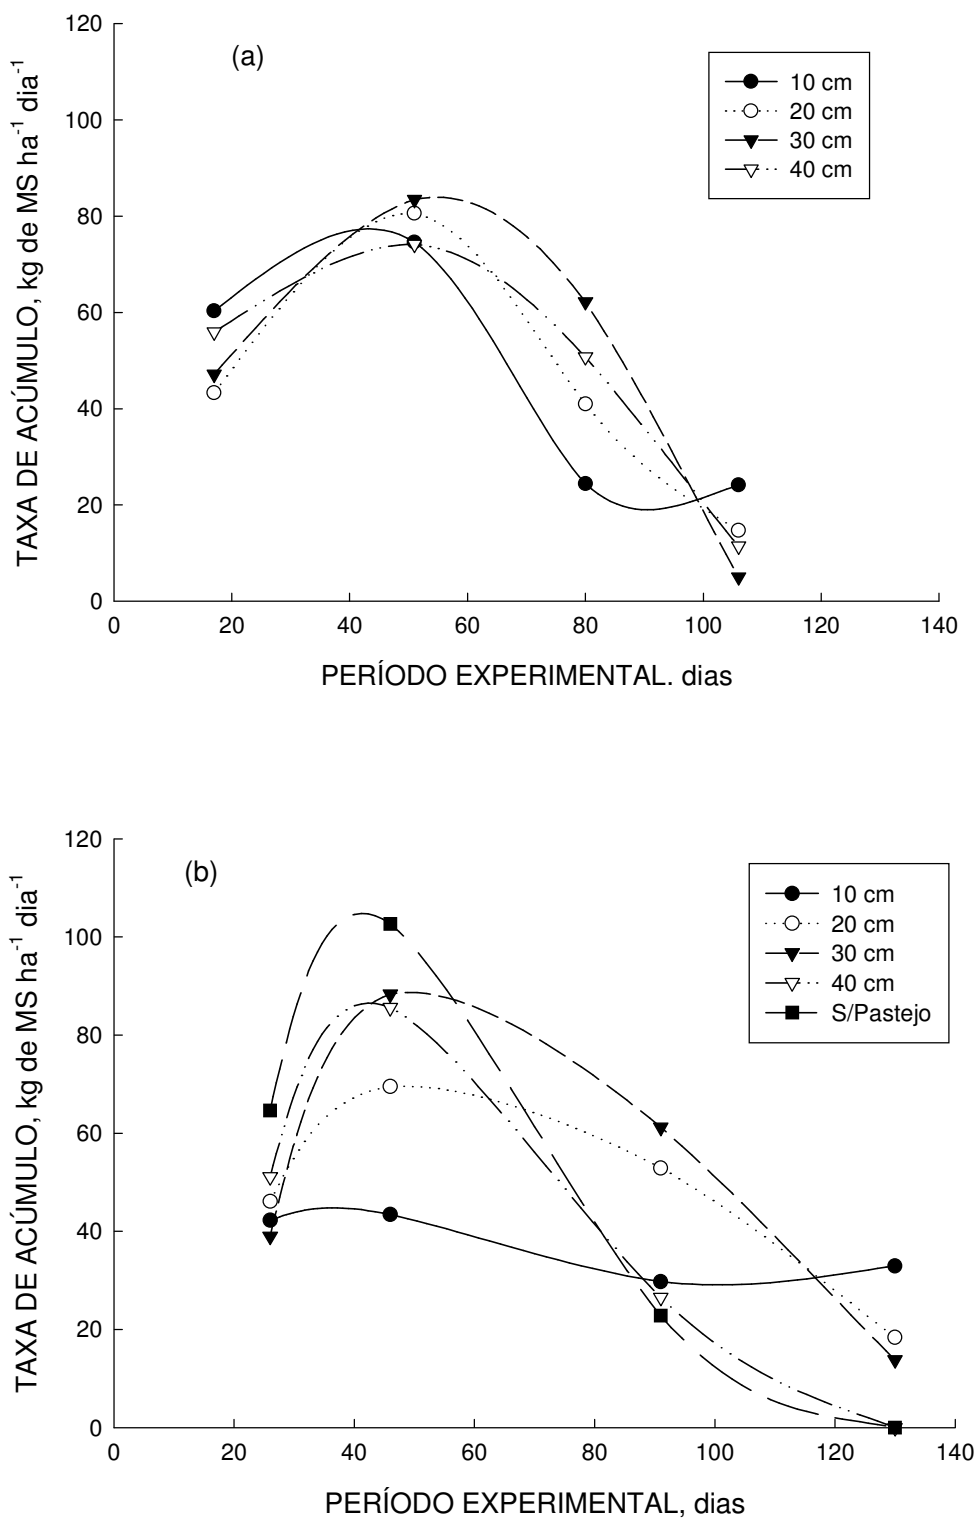 120
(a)
10 cm
20 cm
30 cm
40 cm
100
80
60
40
20
0
TAXA DE ACÚMULO, kg de MS ha⁻¹ dia⁻¹
0 20 40 60 80 100 120 140
PERÍODO EXPERIMENTAL. dias
120
(b)
10 cm
20 cm
30 cm
40 cm
S/Pastejo
100
80
60
40
20
0
TAXA DE ACÚMULO, kg de MS ha⁻¹ dia⁻¹
0 20 40 60 80 100 120 140
PERÍODO EXPERIMENTAL, dias